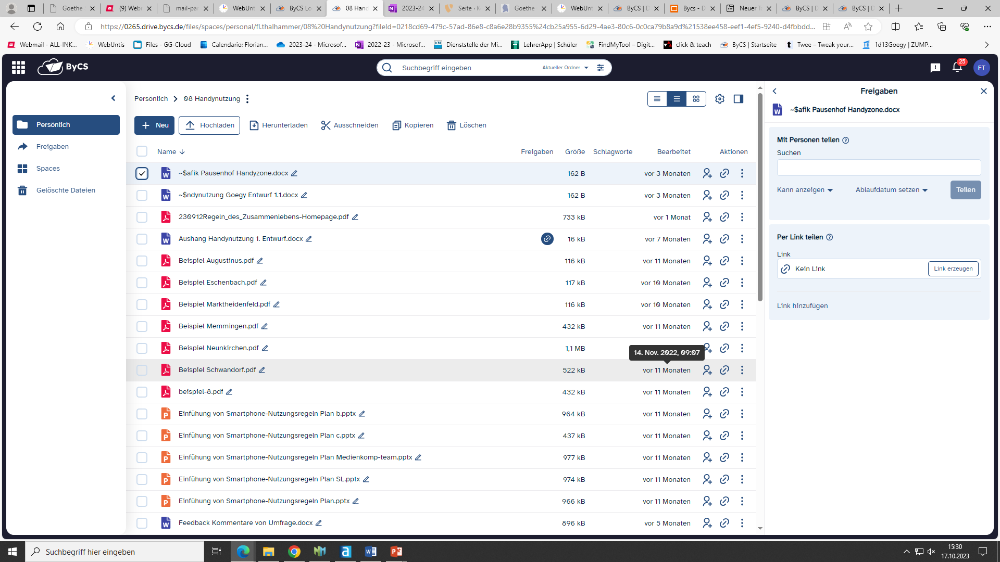 Goethe
(9) Webr
mail-par
WebUnt
ByCS Lo
08 Hand
2023-24
Seite ‹ K
Goethe
WebUnt
ByCS | D
Bycs - D
Neuer T
ByCS | D
ByCS | D
https://0265.drive.bycs.de/files/spaces/personal/fl.thalhammer/08%20Handynutzung?fileId=0218cd69-479c-57ad-86e8-c8a6e28b9355%24cb25a955-6d29-4ae3-80c6-0c0ca79b8a9d%21538ee458-eef1-4ef5-9240-d4fbbdd...
Webmail - ALL-INK...
WebUntis
Files - GG-Cloud
Calendario: Florian...
2023-24 - Microsof...
2022-23 - Microsof...
Dienststelle der Mi...
LehrerApp | Schüler
FindMyTool – Digit...
click & teach
ByCS | Startseite
Twee – Tweak your...
1d13Goegy | ZUMP...
ByCS
Suchbegriff eingeben
Aktueller Ordner
25
FT
Persönlich
Freigaben
Spaces
Gelöschte Dateien
Persönlich > 08 Handynutzung
+ Neu
Hochladen
Herunterladen
Ausschneiden
Kopieren
Löschen
Name Freigaben Größe Schlagworte Bearbeitet Aktionen
~$afik Pausenhof Handyzone.docx 162 B vor 3 Monaten
~$ndynutzung Goegy Entwurf 1.1.docx 162 B vor 3 Monaten
230912Regeln_des_Zusammenlebens-Homepage.pdf 733 kB vor 1 Monat
Aushang Handynutzung 1. Entwurf.docx 16 kB vor 7 Monaten
Beispiel Augustinus.pdf 116 kB vor 11 Monaten
Beispiel Eschenbach.pdf 117 kB vor 10 Monaten
Beispiel Marktheidenfeld.pdf 116 kB vor 10 Monaten
Beispiel Memmingen.pdf 432 kB vor 11 Monaten
Beispiel Neunkirchen.pdf 1,1 MB
14. Nov. 2022, 09:07
Beispiel Schwandorf.pdf 522 kB vor 11 Monaten
beispiel-8.pdf 432 kB vor 11 Monaten
Einfühung von Smartphone-Nutzungsregeln Plan b.pptx 964 kB vor 11 Monaten
Einfühung von Smartphone-Nutzungsregeln Plan c.pptx 437 kB vor 11 Monaten
Einfühung von Smartphone-Nutzungsregeln Plan Medienkomp-team.pptx 977 kB vor 11 Monaten
Einfühung von Smartphone-Nutzungsregeln Plan SL.pptx 974 kB vor 11 Monaten
Einfühung von Smartphone-Nutzungsregeln Plan.pptx 966 kB vor 11 Monaten
Feedback Kommentare von Umfrage.docx 896 kB vor 5 Monaten
Freigaben
~$afik Pausenhof Handyzone.docx
Mit Personen teilen
Suchen
Kann anzeigen
Ablaufdatum setzen
Teilen
Per Link teilen
Link
Kein Link
Link erzeugen
Link hinzufügen
Suchbegriff hier eingeben
15:30
17.10.2023